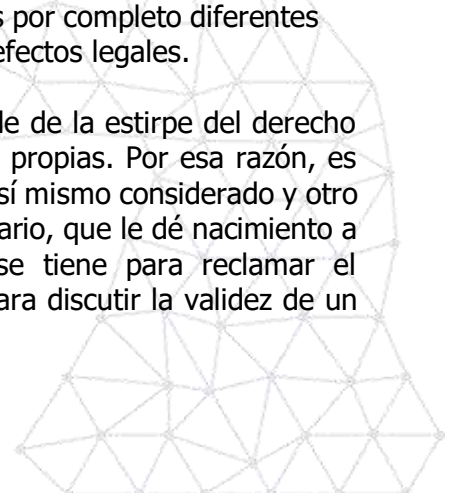 s por completo diferentes
efectos legales.
de de la estirpe del derecho
propias. Por esa razón, es
sí mismo considerado y otro
ario, que le dé nacimiento a
se tiene para reclamar el
ara discutir la validez de un